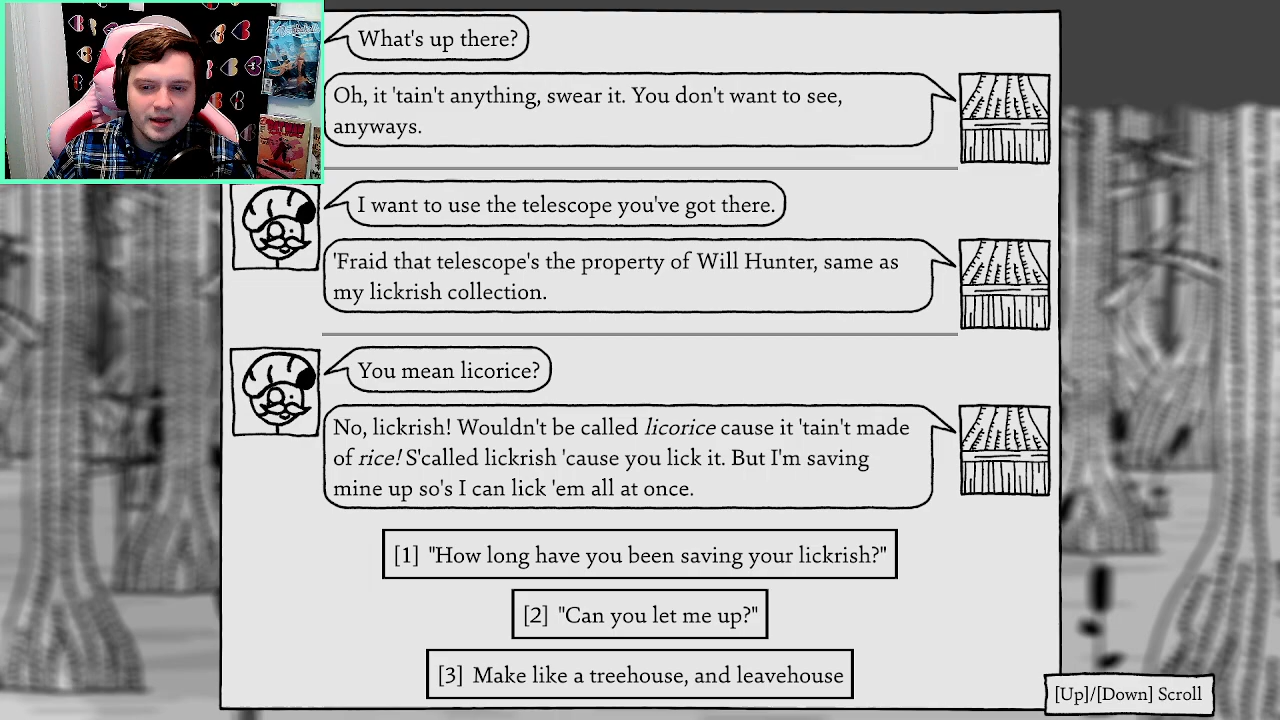 What's up there?
Oh, it 'tain't anything, swear it. You don't want to see,
anyways.
I want to use the telescope you've got there.
'Fraid that telescope's the property of Will Hunter, same as
my lickrish collection.
You mean licorice?
No, lickrish! Wouldn't be called licorice cause it 'tain't made
of rice! S'called lickrish 'cause you lick it. But I'm saving
mine up so's I can lick 'em all at once.
[1] "How long have you been saving your lickrish?"
[2] "Can you let me up?"
[3] Make like a treehouse, and leavehouse
[Up]/[Down] Scroll